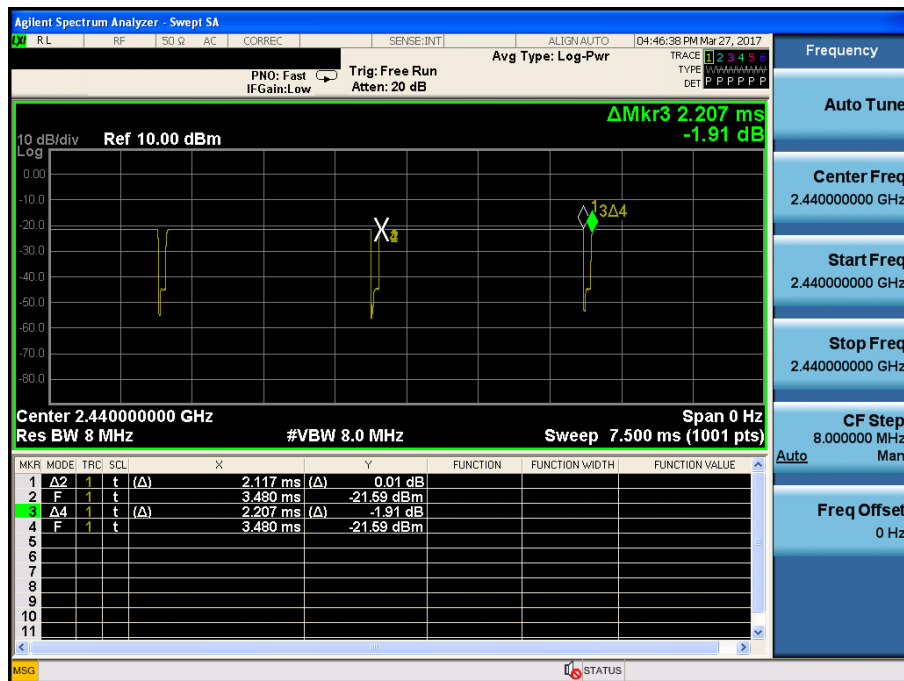 Agilent Spectrum Analyzer - Swept SA
LXI RL RF 50 Ω AC CORREC SENSE:INT ALIGN AUTO 04:46:38 PM Mar 27, 2017
Frequency
PNO: Fast Trig: Free Run Avg Type: Log-Pwr TRACE 1 2 3 4 5 6
IFGain:Low Atten: 20 dB TYPE WWWWWW
DET P P P P P P
Auto Tune
ΔMkr3 2.207 ms
-1.91 dB
10 dB/div Ref 10.00 dBm
Log
0.00
-10.0
-20.0
-30.0
-40.0
-50.0
-60.0
-70.0
-80.0
1 3Δ4
X
Center Freq
2.440000000 GHz
Start Freq
2.440000000 GHz
Stop Freq
2.440000000 GHz
CF Step
8.000000 MHz
Auto Man
Freq Offset
0 Hz
Center 2.440000000 GHz Span 0 Hz
Res BW 8 MHz #VBW 8.0 MHz Sweep 7.500 ms (1001 pts)
MKR MODE TRC SCL X Y FUNCTION FUNCTION WIDTH FUNCTION VALUE
1 Δ2 1 t (Δ) 2.117 ms (Δ) 0.01 dB
2 F 1 t 3.480 ms -21.59 dBm
3 Δ4 1 t (Δ) 2.207 ms (Δ) -1.91 dB
4 F 1 t 3.480 ms -21.59 dBm
5
6
7
8
9
10
11
MSG STATUS